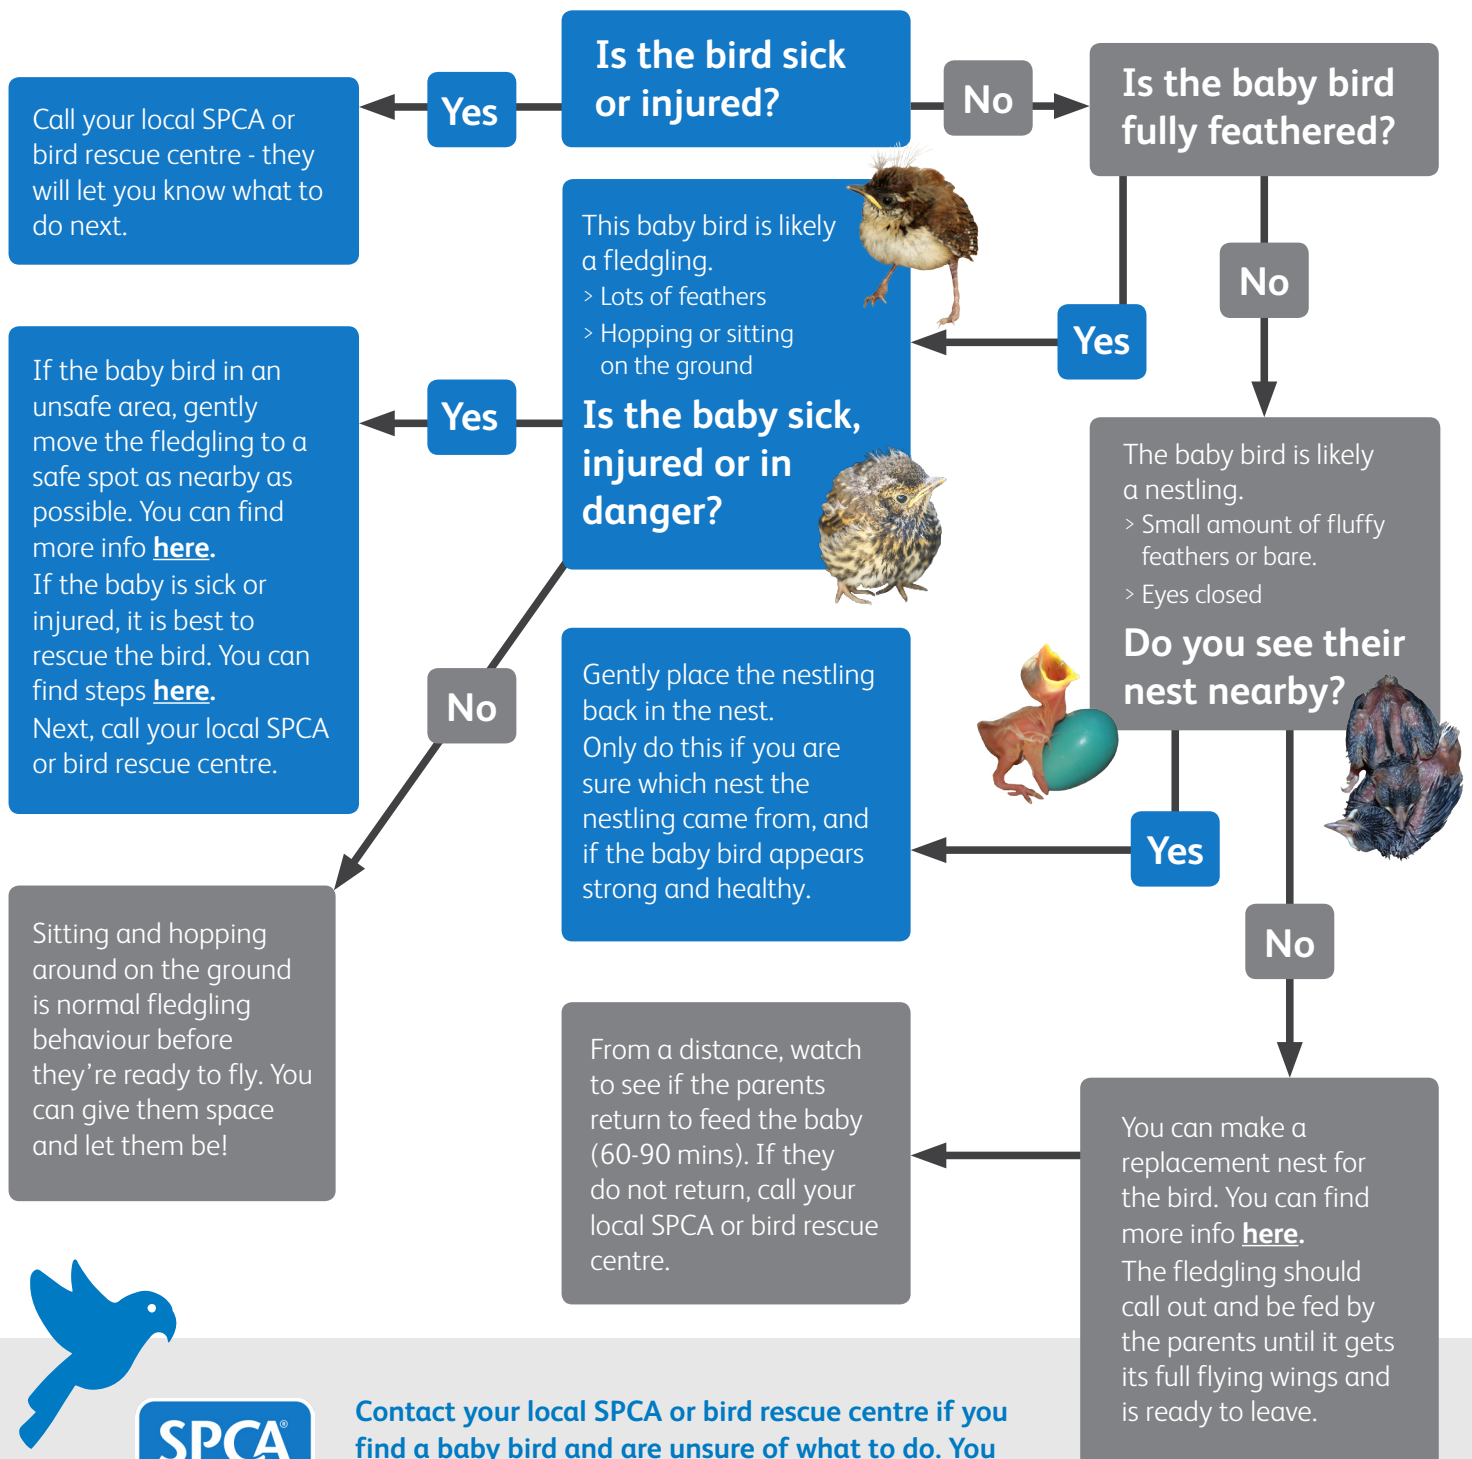 Is the bird sick
or injured?
Yes
No
Call your local SPCA or
bird rescue centre - they
will let you know what to
do next.
Is the baby bird
fully feathered?
Yes
No
This baby bird is likely
a fledgling.
> Lots of feathers
> Hopping or sitting
on the ground
Is the baby sick,
injured or in
danger?
Yes
No
If the baby bird in an
unsafe area, gently
move the fledgling to a
safe spot as nearby as
possible. You can find
more info here.
If the baby is sick or
injured, it is best to
rescue the bird. You can
find steps here.
Next, call your local SPCA
or bird rescue centre.
Sitting and hopping
around on the ground
is normal fledgling
behaviour before
they're ready to fly. You
can give them space
and let them be!
The baby bird is likely
a nestling.
> Small amount of fluffy
feathers or bare.
> Eyes closed
Do you see their
nest nearby?
Yes
No
Gently place the nestling
back in the nest.
Only do this if you are
sure which nest the
nestling came from, and
if the baby bird appears
strong and healthy.
You can make a
replacement nest for
the bird. You can find
more info here.
The fledgling should
call out and be fed by
the parents until it gets
its full flying wings and
is ready to leave.
From a distance, watch
to see if the parents
return to feed the baby
(60-90 mins). If they
do not return, call your
local SPCA or bird rescue
centre.
SPCA®
Contact your local SPCA or bird rescue centre if you
find a baby bird and are unsure of what to do. You